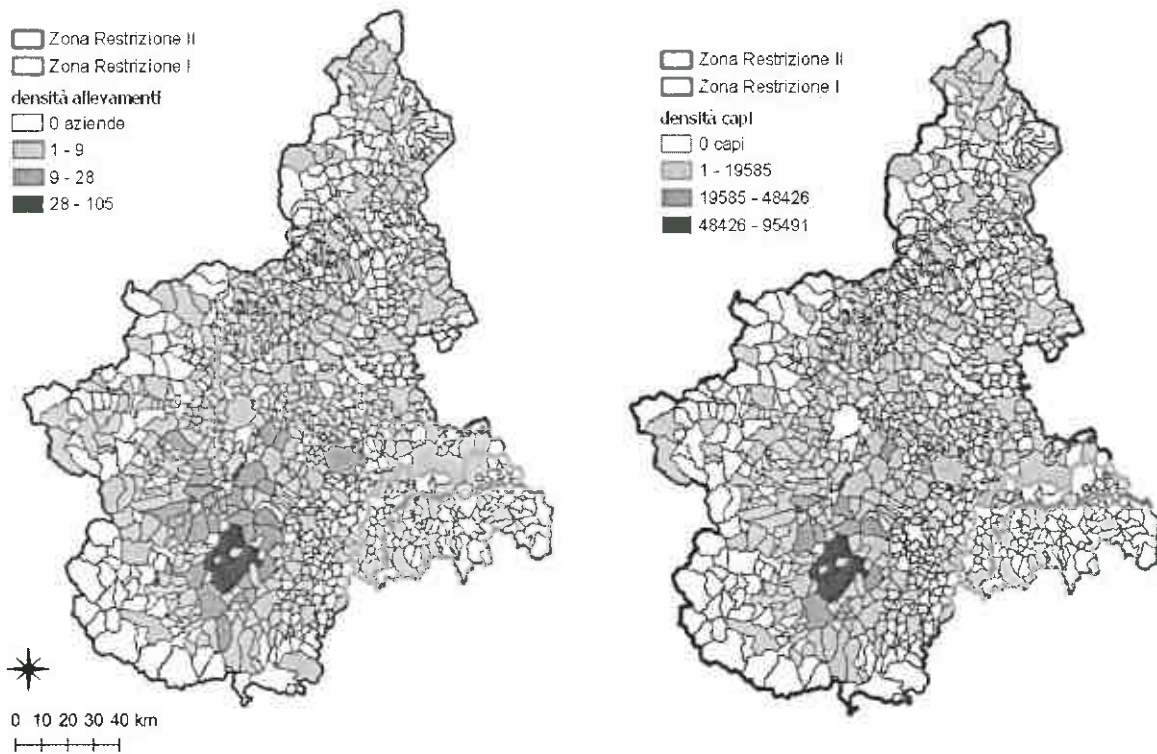 Zona Restrizione II
Zona Restrizione I
densità allevamenti
0 aziende
1 - 9
9 - 28
28 - 105
0 10 20 30 40 km
Zona Restrizione II
Zona Restrizione I
densità capi
0 capi
1 - 19585
19585 - 48426
48426 - 95491